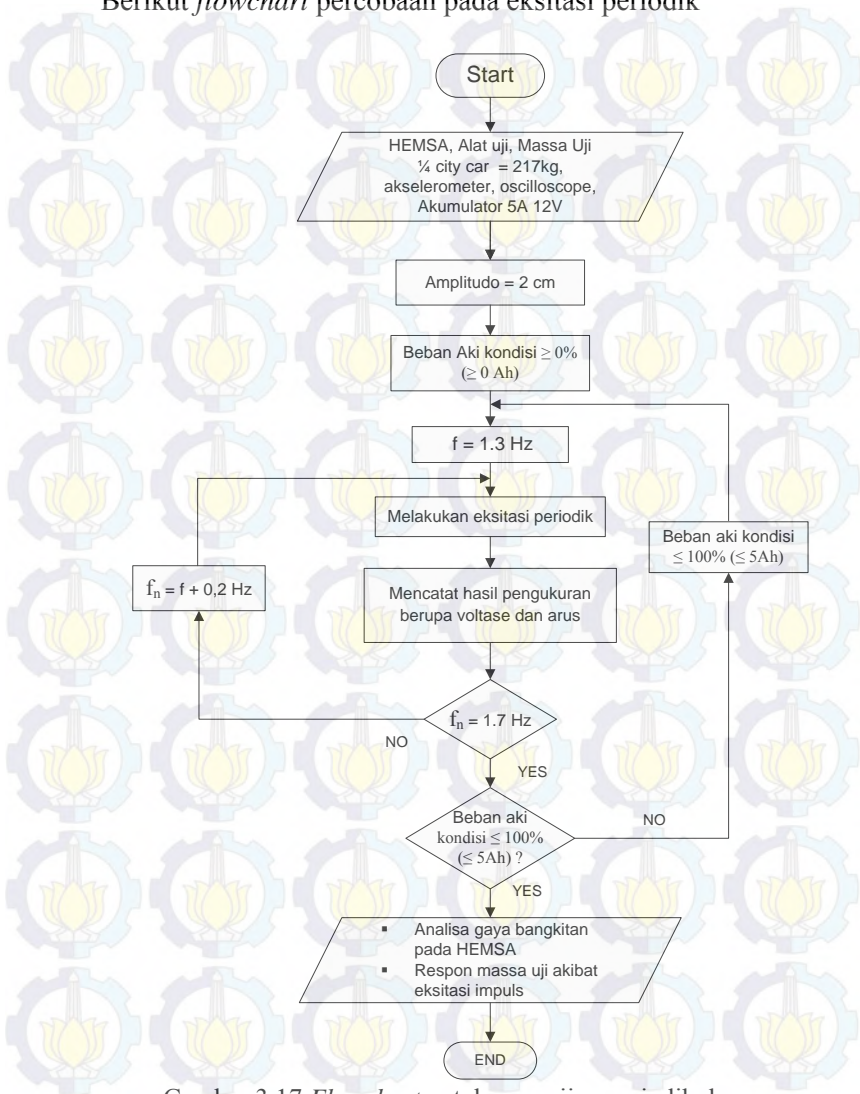 Berikut flowchart percobaan pada eksitasi periodik
Start
HEMSA, Alat uji, Massa Uji
¼ city car = 217kg,
akselerometer, oscilloscope,
Akumulator 5A 12V
Amplitudo = 2 cm
Beban Aki kondisi ≥ 0%
(≥ 0 Ah)
f = 1.3 Hz
Melakukan eksitasi periodik
Beban aki kondisi
≤ 100% (≤ 5Ah)
fn = f + 0,2 Hz
Mencatat hasil pengukuran
berupa voltase dan arus
fn = 1.7 Hz
NO
YES
Beban aki
kondisi ≤ 100%
(≤ 5Ah) ?
NO
YES
▪ Analisa gaya bangkitan
pada HEMSA
▪ Respon massa uji akibat
eksitasi impuls
END
Gambar 3.17